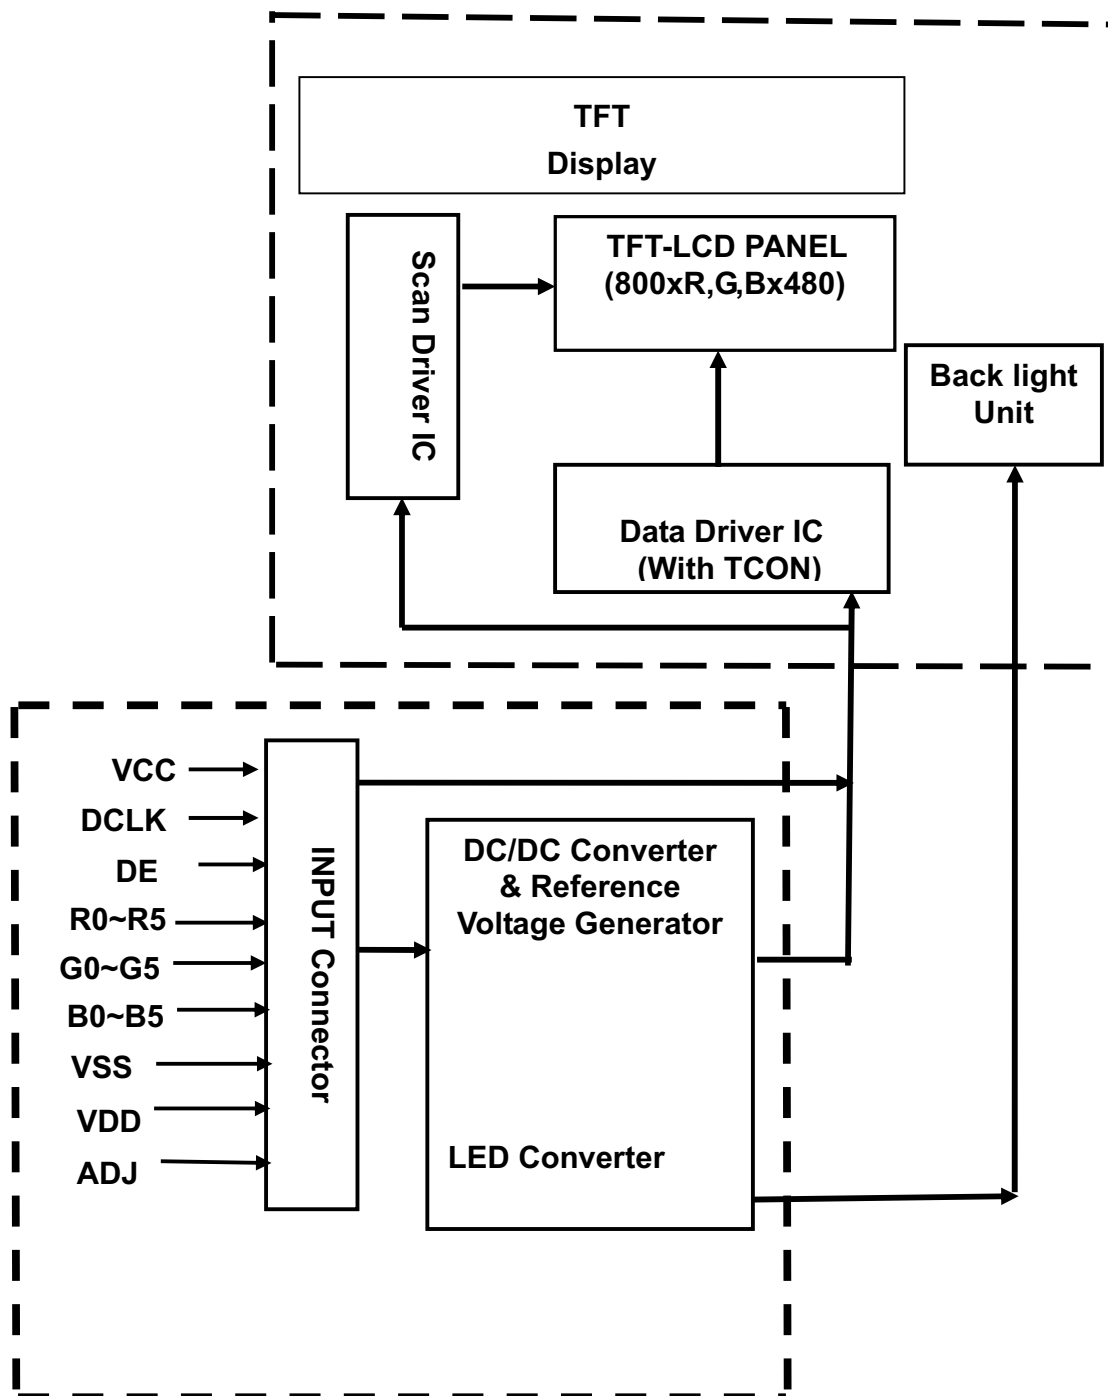 TFT
Display
TFT-LCD PANEL
(800xR,G,Bx480)
Scan Driver IC
Back light
Unit
Data Driver IC
(With TCON)
VCC
DCLK
DE
R0~R5
G0~G5
B0~B5
VSS
VDD
ADJ
INPUT Connector
DC/DC Converter
& Reference
Voltage Generator
LED Converter